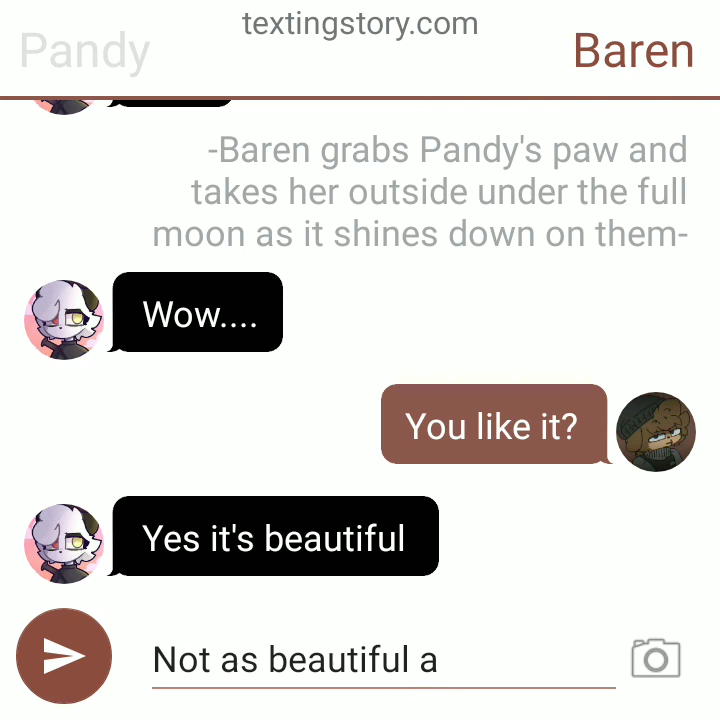 textingstory.com
Pandy
Baren
-Baren grabs Pandy's paw and
takes her outside under the full
moon as it shines down on them-
Wow....
You like it?
Yes it's beautiful
Not as beautiful a